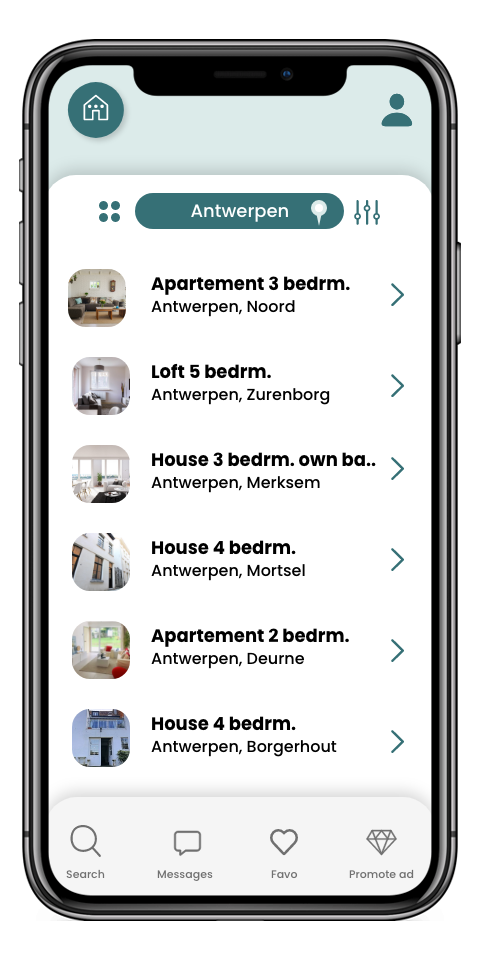 Antwerpen
Apartement 3 bedrm.
Antwerpen, Noord
Loft 5 bedrm.
Antwerpen, Zurenborg
House 3 bedrm. own ba..
Antwerpen, Merksem
House 4 bedrm.
Antwerpen, Mortsel
Apartement 2 bedrm.
Antwerpen, Deurne
House 4 bedrm.
Antwerpen, Borgerhout
Search Messages Favo Promote ad